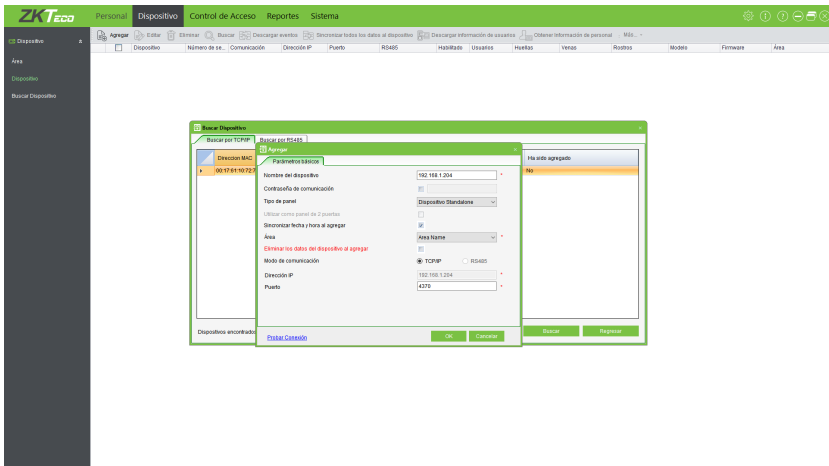 ZKTeco Personal Dispositivo Control de Acceso Reportes Sistema
Agregar Editar Eliminar Buscar Descargar eventos Sincronizar todos los datos al dispositivo Descargar información de usuarios Obtener Información de personal Más..
Dispositivo
Dispositivo Número de se... Comunicación Dirección IP Puerto RS485 Habilitado Usuarios Huellas Venas Rostros Modelo Firmware Área
Área
Dispositivo
Buscar Dispositivo
Buscar Dispositivo
Buscar por TCP/IP Buscar por RS485
Agregar
Parámetros básicos
Direccion MAC Ha sido agregado
00:17:61:10:72:7 No
Nombre del dispositivo 192.168.1.204 *
Contraseña de comunicación
Tipo de panel Dispositivo Standalone
Utilizar como panel de 2 puertas
Sincronizar fecha y hora al agregar
Área Area Name *
Eliminar los datos del dispositivo al agregar
Modo de comunicación TCP/IP RS485
Dirección IP 192.168.1.204 *
Puerto 4370 *
Dispositivos encontrados Buscar Regresar
Probar Conexión OK Cancelar